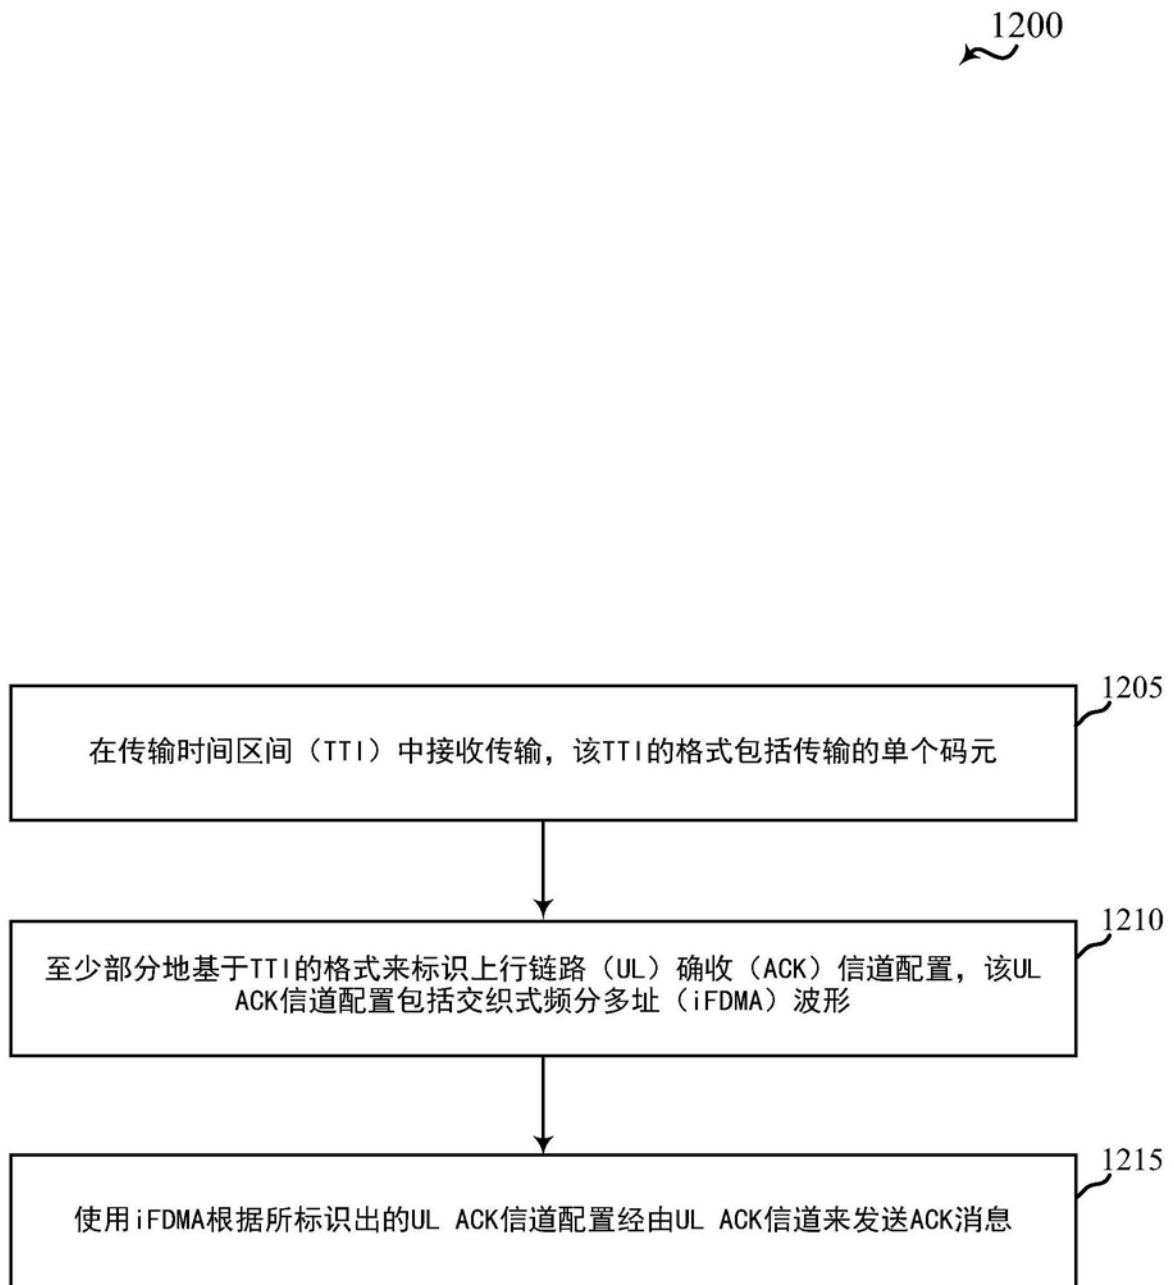 1200
1205
在传输时间区间（TTI）中接收传输，该TTI的格式包括传输的单个码元
1210
至少部分地基于TTI的格式来标识上行链路（UL）确收（ACK）信道配置，该UL
ACK信道配置包括交织式频分多址（iFDMA）波形
1215
使用iFDMA根据所标识出的UL ACK信道配置经由UL ACK信道来发送ACK消息